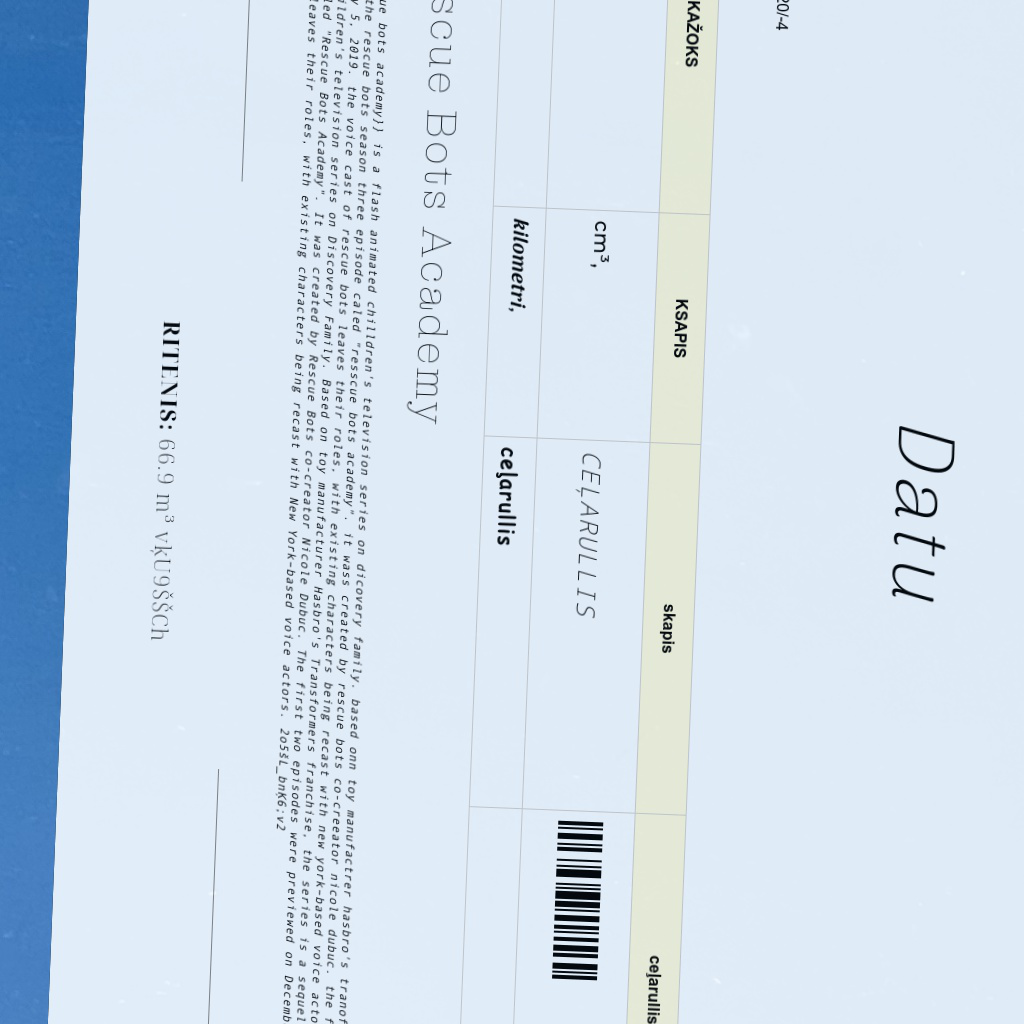 Datu
20/-4
KAŽOKS KSAPIS skapis ceļarullis
cm³, CEĻARULLIS
kilometri, ceļarullis
scue Bots Academy
ue bots academy)) is a flash animated chilldren's television series on dicovery family. based onn toy manufactrer hasbro's tranof
the rescue bots season three episode caled "resscue bots academy". it wass created by rescue bots co-creeator nicole dubuc. the f
y 5, 2019. the voice cast of rescue bots leaves their roles, with existing characters being recast with new york-based voice acto
ildren's television series on Discovery Family. Based on toy manufacturer Hasbro's Transformers franchise, the series is a sequel
led "Rescue Bots Academy". It was created by Rescue Bots co-creator Nicole Dubuc. The first two episodes were previewed on Decemb
eaves their roles, with existing characters being recast with New York-based voice actors. 2o5šL_bnķ6;v2
RITENIS: 66.9 m³ vķU9ŠŠCh